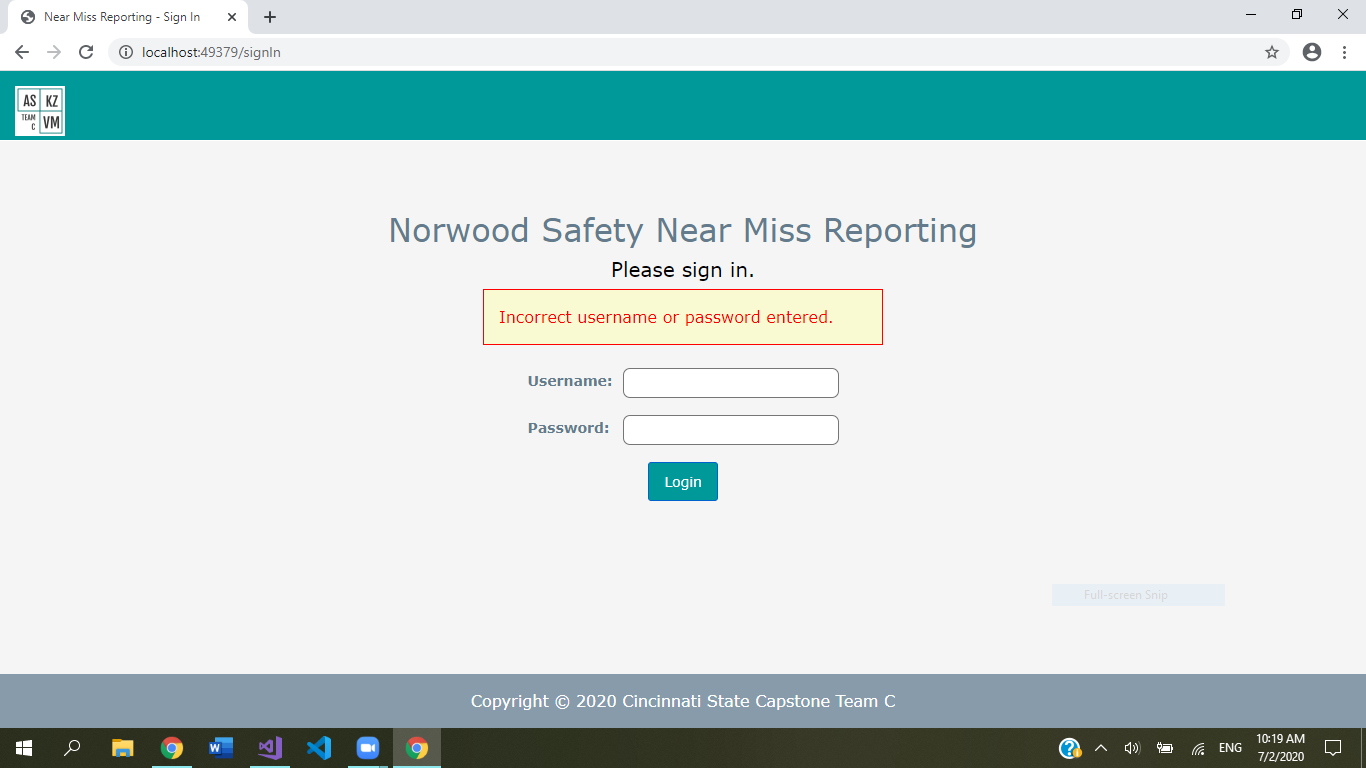 Near Miss Reporting - Sign In
localhost:49379/signIn
AS KZ
TEAM
C VM
Norwood Safety Near Miss Reporting
Please sign in.
Incorrect username or password entered.
Username:
Password:
Login
Full-screen Snip
Copyright © 2020 Cincinnati State Capstone Team C
ENG
10:19 AM
7/2/2020